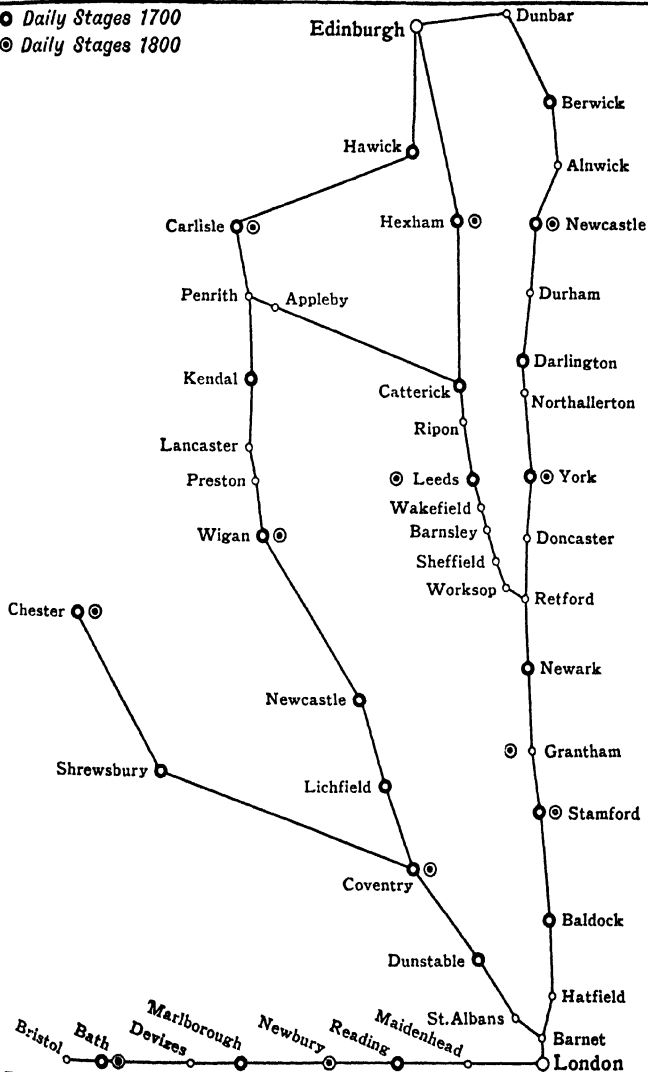 Daily Stages 1700
Daily Stages 1800
Edinburgh
Dunbar
Berwick
Hawick
Alnwick
Carlisle
Hexham
Newcastle
Penrith
Appleby
Durham
Kendal
Catterick
Darlington
Northallerton
Ripon
Lancaster
Preston
Leeds
York
Wakefield
Wigan
Barnsley
Doncaster
Sheffield
Worksop
Retford
Chester
Newark
Newcastle
Grantham
Shrewsbury
Lichfield
Stamford
Coventry
Baldock
Dunstable
Hatfield
St. Albans
Barnet
Bristol
Bath
Devizes
Marlborough
Newbury
Reading
Maidenhead
London